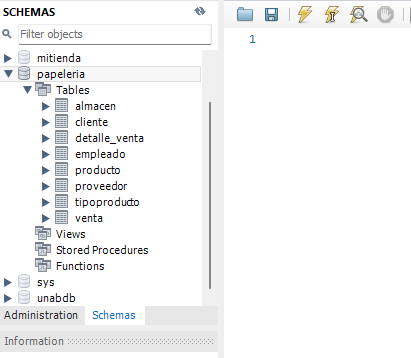 SCHEMAS
Filter objects
mitienda
papeleria
Tables
almacen
cliente
detalle_venta
empleado
producto
proveedor
tipoproducto
venta
Views
Stored Procedures
Functions
sys
unabdb
Administration Schemas
Information
1